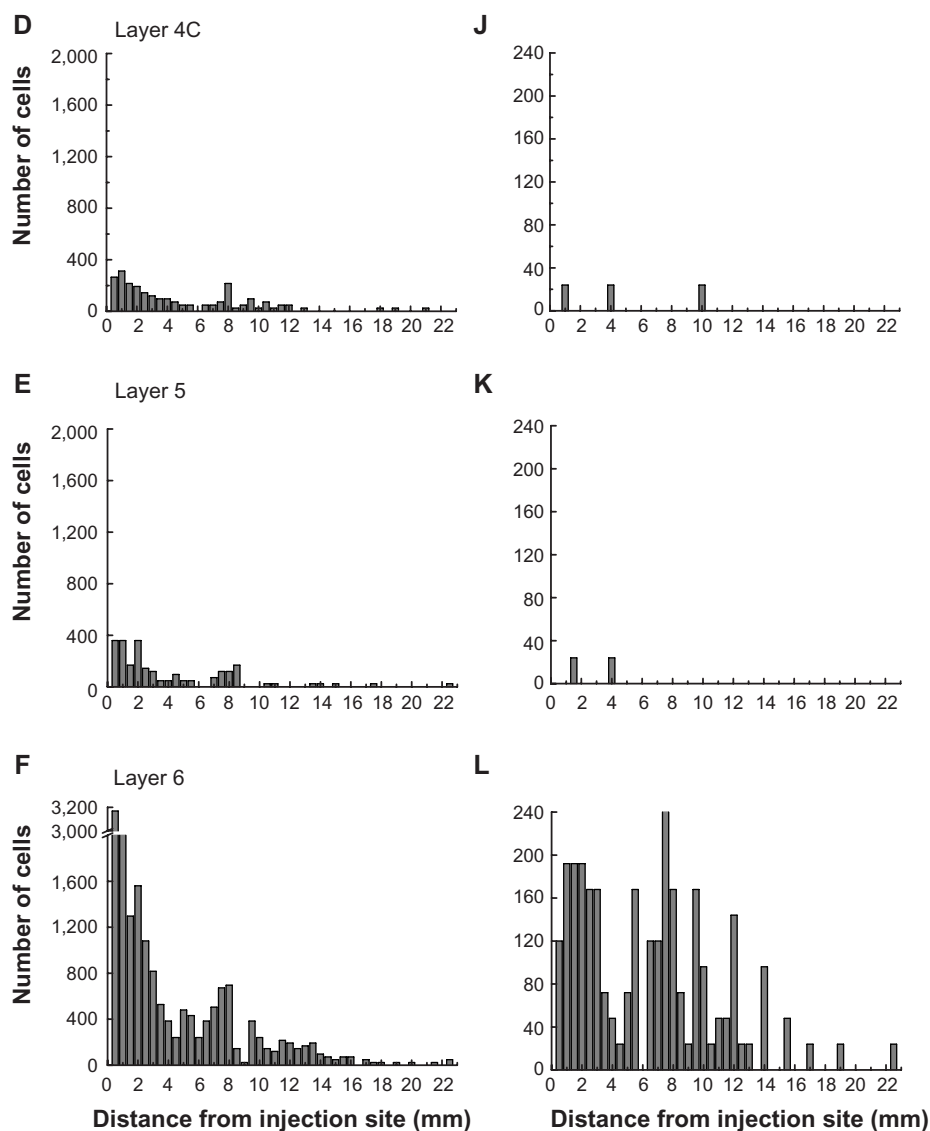 D
Layer 4C
Number of cells
2,000
1,600
1,200
800
400
0
0 2 4 6 8 10 12 14 16 18 20 22
J
240
200
160
120
80
40
0
0 2 4 6 8 10 12 14 16 18 20 22
E
Layer 5
Number of cells
2,000
1,600
1,200
800
400
0
0 2 4 6 8 10 12 14 16 18 20 22
K
240
200
160
120
80
40
0
0 2 4 6 8 10 12 14 16 18 20 22
F
Layer 6
Number of cells
3,200
3,000
1,600
1,200
800
400
0
0 2 4 6 8 10 12 14 16 18 20 22
Distance from injection site (mm)
L
240
200
160
120
80
40
0
0 2 4 6 8 10 12 14 16 18 20 22
Distance from injection site (mm)